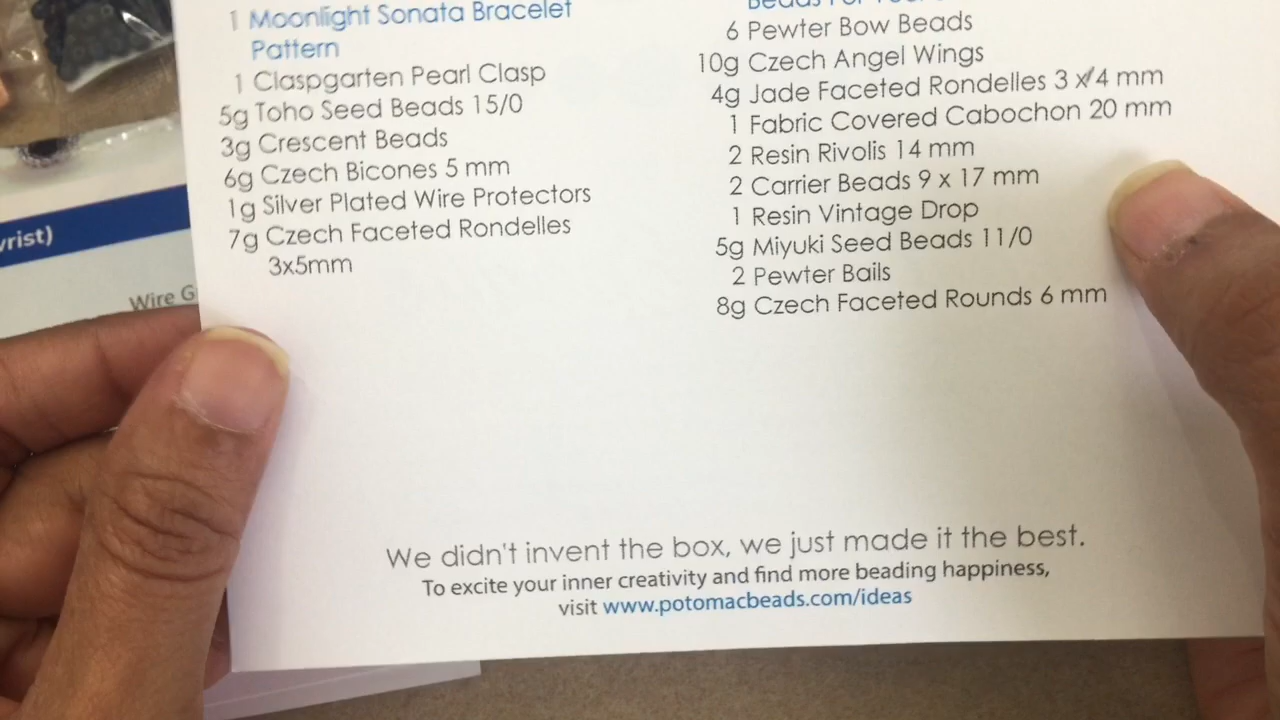 1 Moonlight Sonata Bracelet
Pattern
1 Claspgarten Pearl Clasp
5g Toho Seed Beads 15/0
3g Crescent Beads
6g Czech Bicones 5 mm
1g Silver Plated Wire Protectors
7g Czech Faceted Rondelles
3x5mm
6 Pewter Bow Beads
10g Czech Angel Wings
4g Jade Faceted Rondelles 3 x 4 mm
1 Fabric Covered Cabochon 20 mm
2 Resin Rivolis 14 mm
2 Carrier Beads 9 x 17 mm
1 Resin Vintage Drop
5g Miyuki Seed Beads 11/0
2 Pewter Bails
8g Czech Faceted Rounds 6 mm
We didn't invent the box, we just made it the best.
To excite your inner creativity and find more beading happiness,
visit www.potomacbeads.com/ideas
Wire